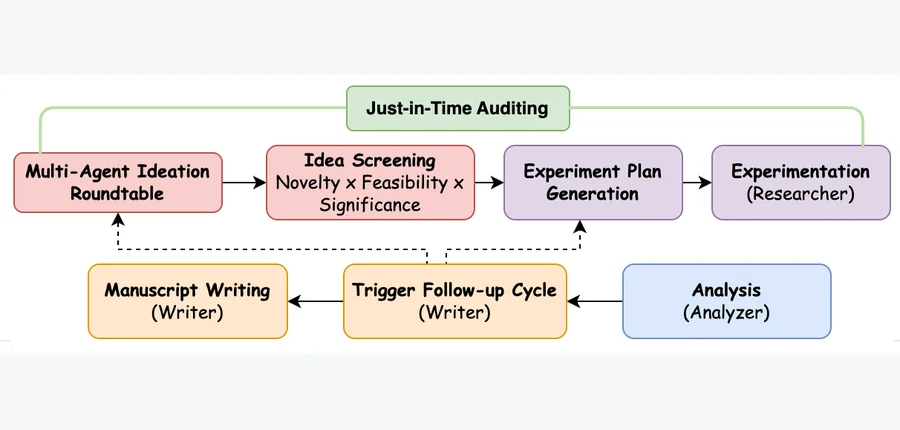 Just-in-Time Auditing
Multi-Agent Ideation
Roundtable
Idea Screening
Novelty x Feasibility x
Significance
Experiment Plan
Generation
Experimentation
(Researcher)
Manuscript Writing
(Writer)
Trigger Follow-up Cycle
(Writer)
Analysis
(Analyzer)